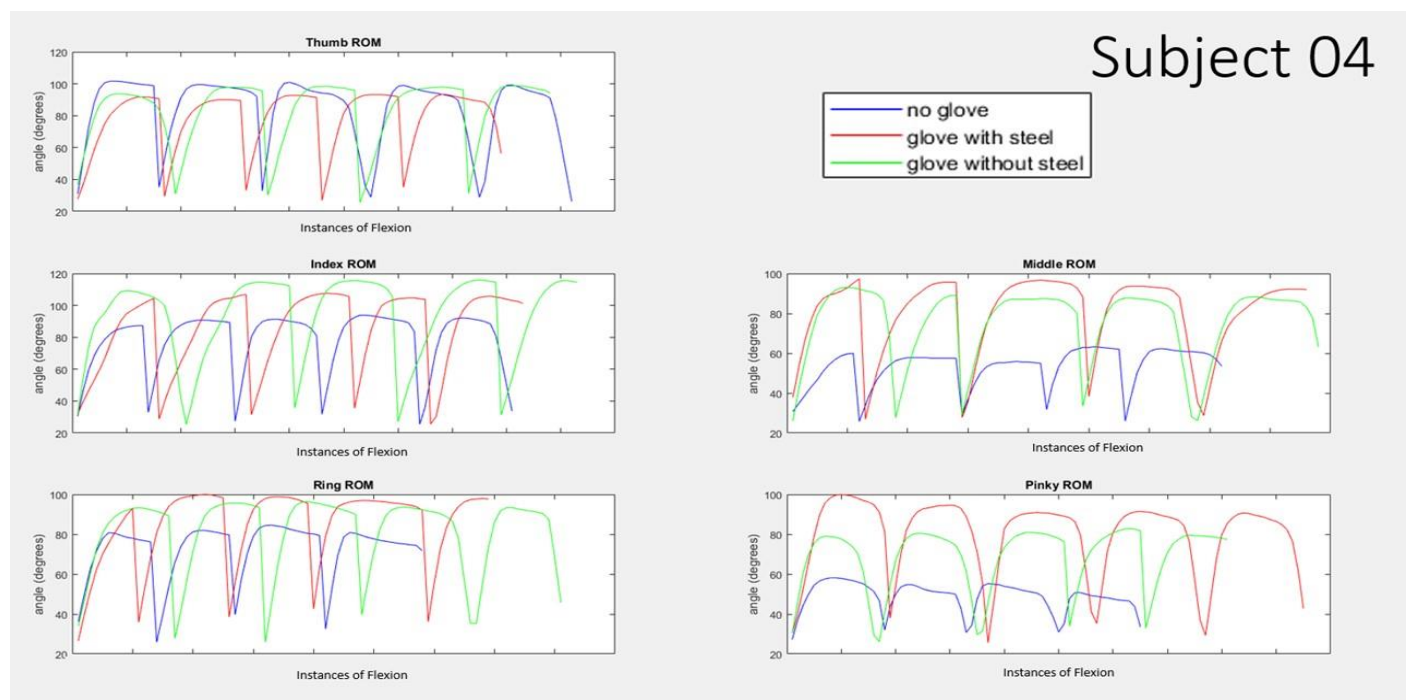 Subject 04
no glove
glove with steel
glove without steel
Thumb ROM
120
100
80
60
40
20
angle (degrees)
Instances of Flexion
Index ROM
120
100
80
60
40
20
angle (degrees)
Instances of Flexion
Middle ROM
100
80
60
40
20
angle (degrees)
Instances of Flexion
Ring ROM
100
80
60
40
20
angle (degrees)
Instances of Flexion
Pinky ROM
100
80
60
40
20
angle (degrees)
Instances of Flexion